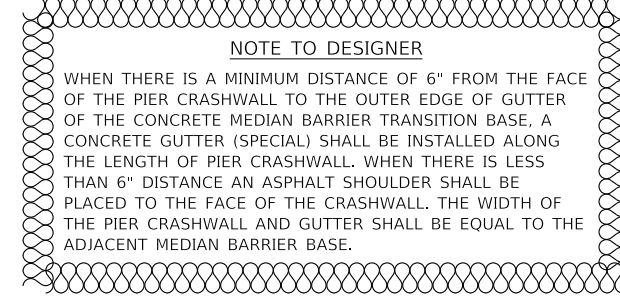 NOTE TO DESIGNER
WHEN THERE IS A MINIMUM DISTANCE OF 6" FROM THE FACE
OF THE PIER CRASHWALL TO THE OUTER EDGE OF GUTTER
OF THE CONCRETE MEDIAN BARRIER TRANSITION BASE, A
CONCRETE GUTTER (SPECIAL) SHALL BE INSTALLED ALONG
THE LENGTH OF PIER CRASHWALL. WHEN THERE IS LESS
THAN 6" DISTANCE AN ASPHALT SHOULDER SHALL BE
PLACED TO THE FACE OF THE CRASHWALL. THE WIDTH OF
THE PIER CRASHWALL AND GUTTER SHALL BE EQUAL TO THE
ADJACENT MEDIAN BARRIER BASE.